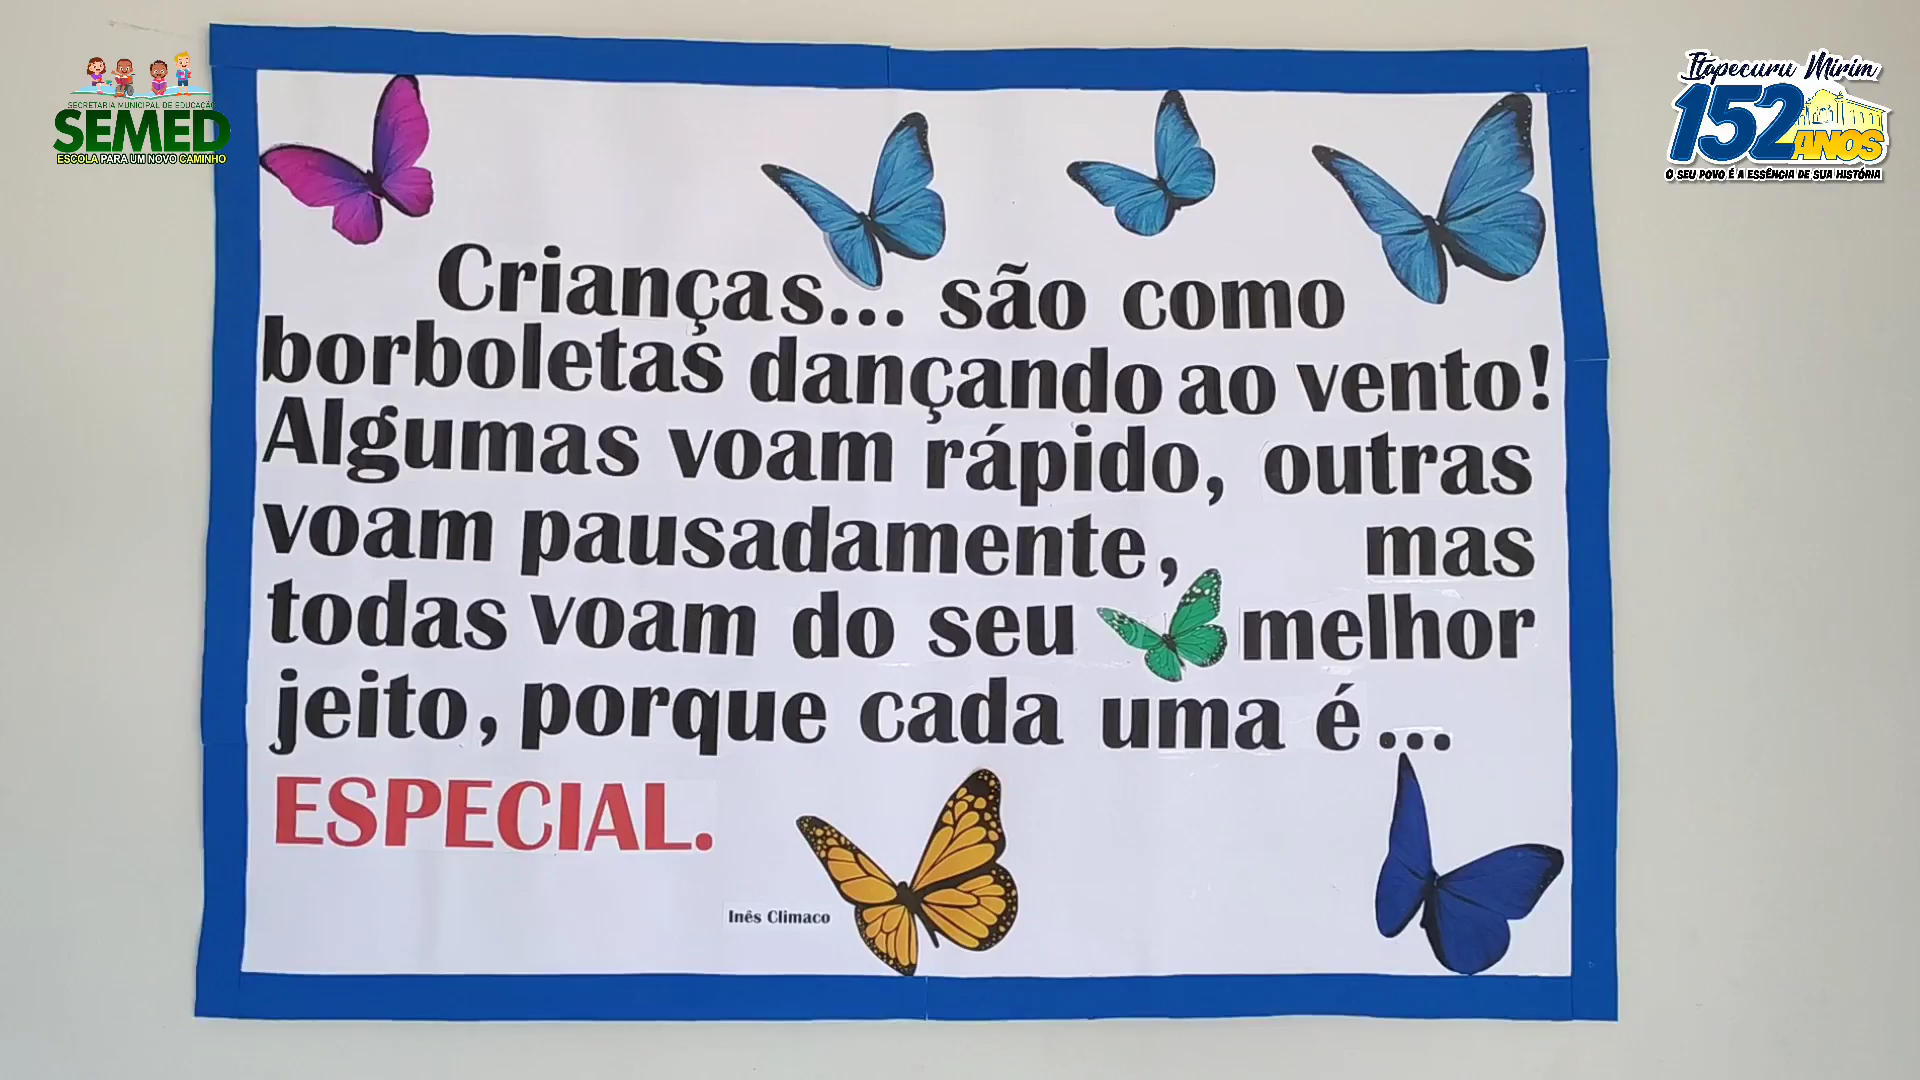 SECRETARIA MUNICIPAL DE EDUCAÇÃO
SEMED
ESCOLA PARA UM NOVO CAMINHO
Itapecuru Mirim
152
ANOS
O SEU POVO É A ESSÊNCIA DE SUA HISTÓRIA
Crianças... são como
borboletas dançando ao vento!
Algumas voam rápido, outras
voam pausadamente, mas
todas voam do seu melhor
jeito, porque cada uma é...
ESPECIAL.
Inês Climaco